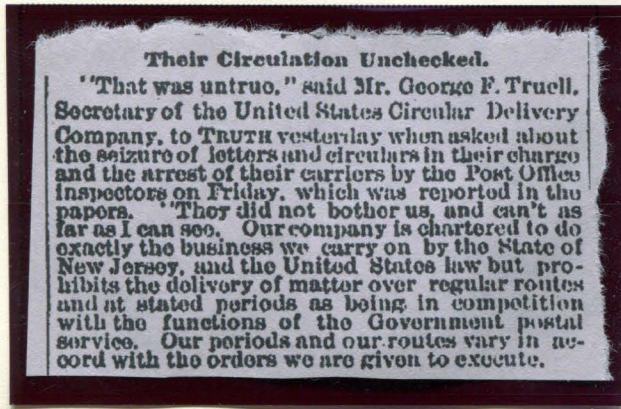 Their Circulation Unchecked.
"That was untrue," said Mr. George F. Truell,
Secretary of the United States Circular Delivery
Company, to TRUTH yesterday when asked about
the seizure of letters and circulars in their charge
and the arrest of their carriers by the Post Office
inspectors on Friday, which was reported in the
papers. "They did not bother us, and can't as
far as I can see. Our company is chartered to do
exactly the business we carry on by the State of
New Jersey, and the United States law but pro-
hibits the delivery of matter over regular routes
and at stated periods as being in competition
with the functions of the Government postal
service. Our periods and our routes vary in ac-
cord with the orders we are given to execute.